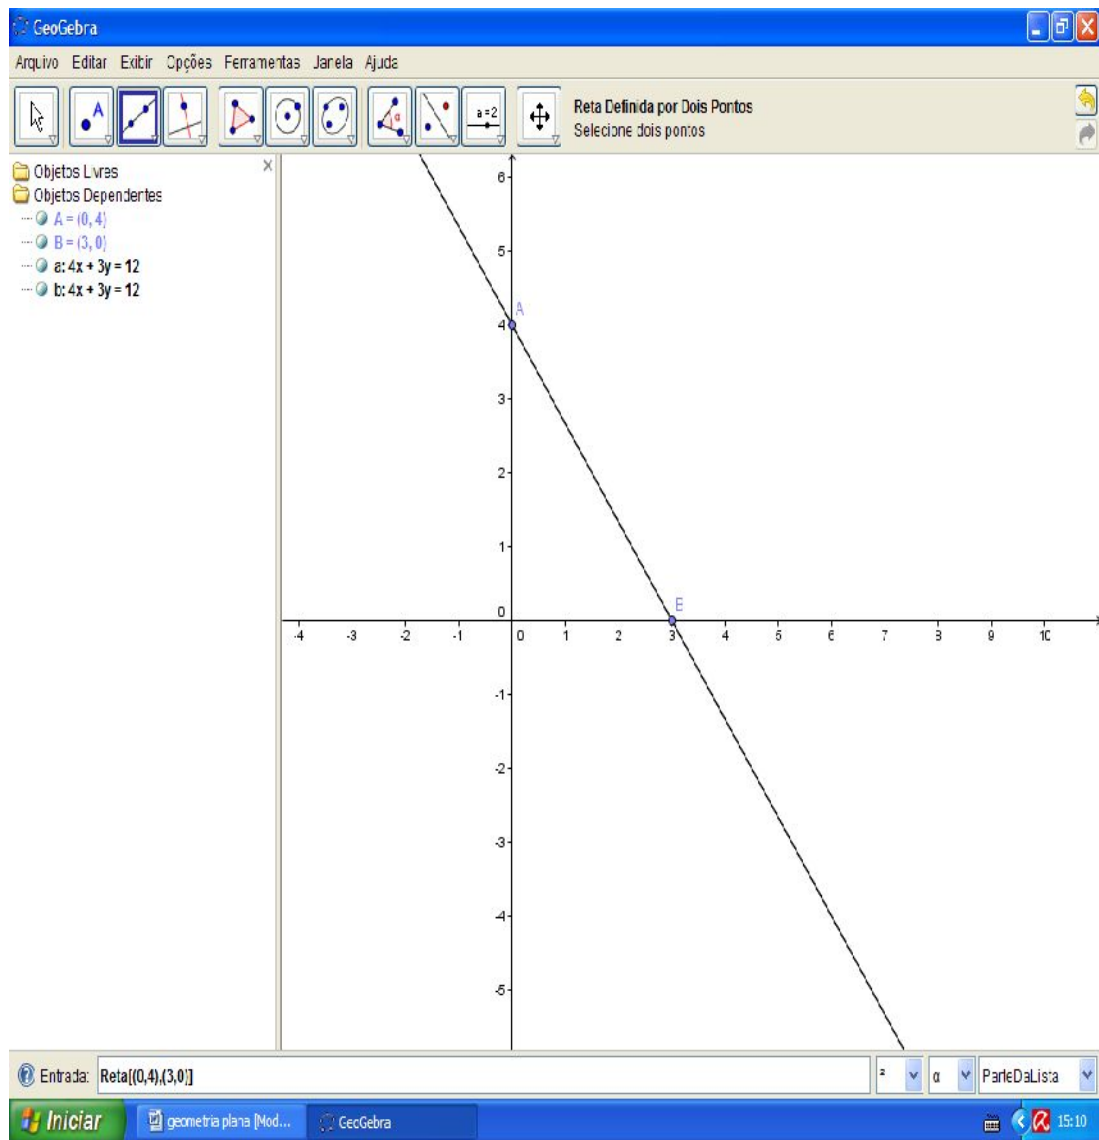 GeoGebra
Arquivo Editar Exibir Opções Ferramentas Janela Ajuda
A
α
a=2
Reta Definida por Dois Pontos
Selecione dois pontos
Objetos Livres
Objetos Dependentes
A = (0, 4)
B = (3, 0)
a: 4x + 3y = 12
b: 4x + 3y = 12
6
5
A
4
3
2
1
B
0
-4 -3 -2 -1 0 1 2 3 4 5 6 7 8 9 10
-1
-2
-3
-4
-5
Entrada: Reta[(0,4),(3,0)] ² α ParteDaLista
Iniciar geometria plana [Mod... GeoGebra 15:10